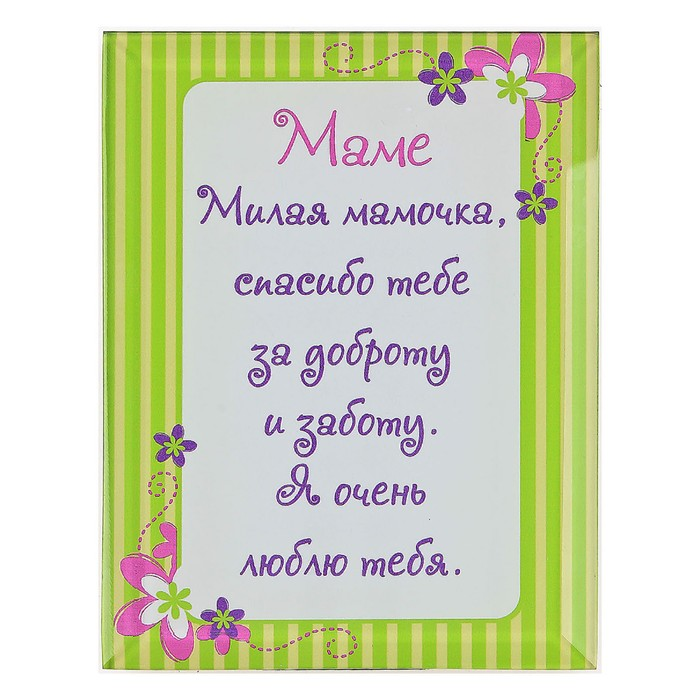 Маме
Милая мамочка,
спасибо тебе
за доброту
и заботу.
Я очень
люблю тебя.